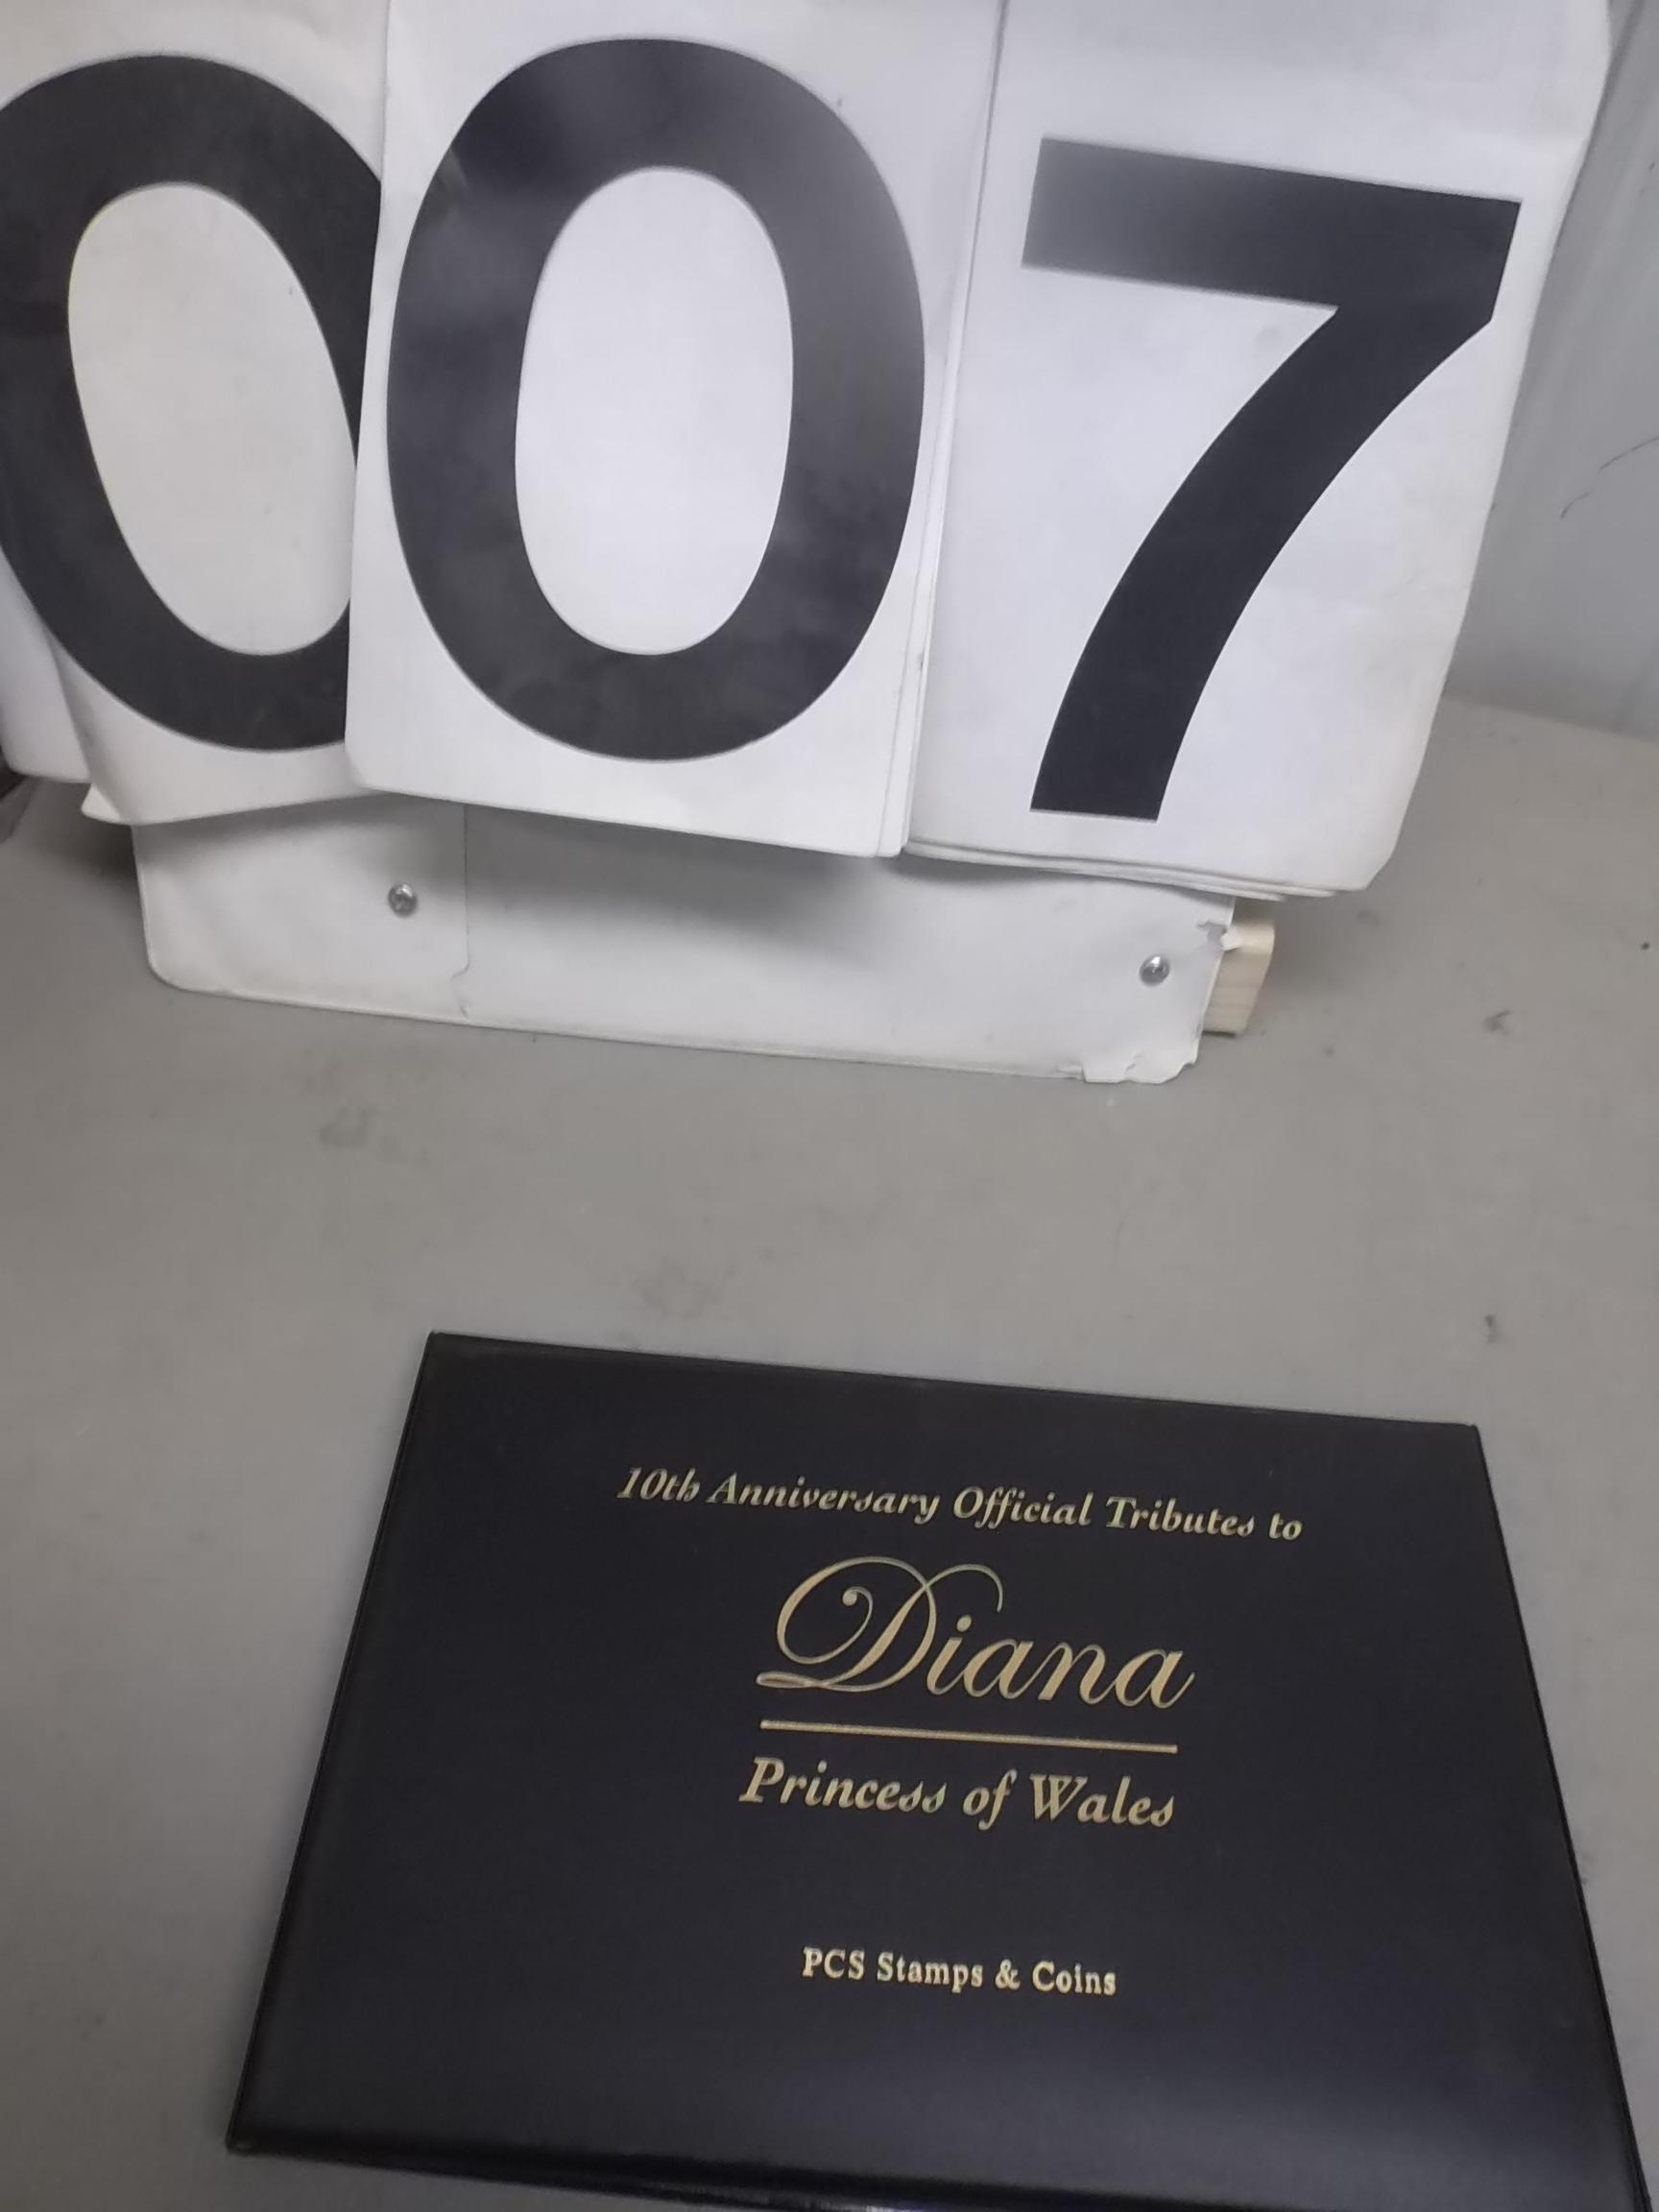 007
10th Anniversary Official Tributes to
Diana
Princess of Wales
PCS Stamps & Coins